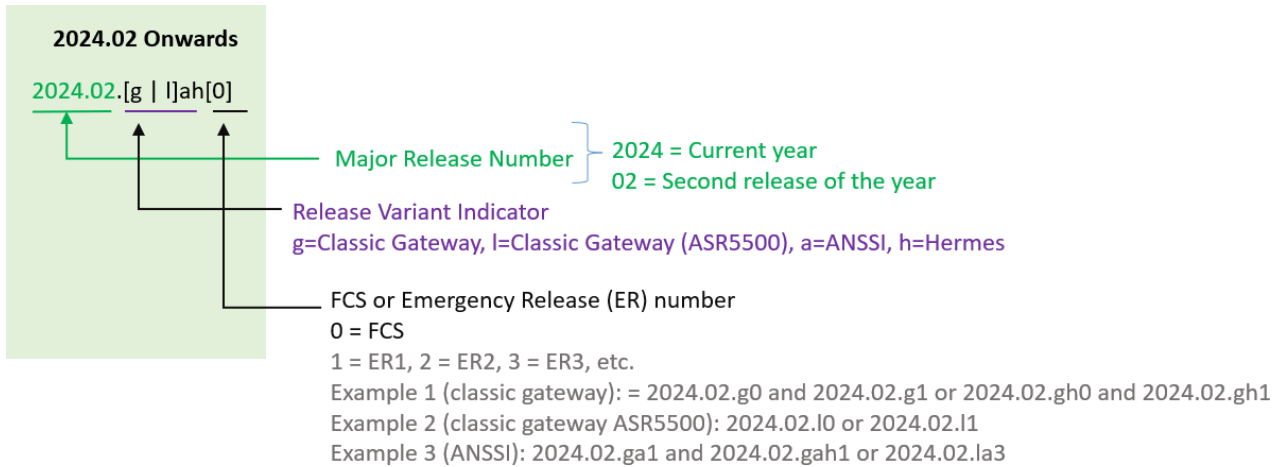 2024.02 Onwards
2024.02.[g | l]ah[0]
Major Release Number
2024 = Current year
02 = Second release of the year
Release Variant Indicator
g=Classic Gateway, l=Classic Gateway (ASR5500), a=ANSSI, h=Hermes
FCS or Emergency Release (ER) number
0 = FCS
1 = ER1, 2 = ER2, 3 = ER3, etc.
Example 1 (classic gateway): = 2024.02.g0 and 2024.02.g1 or 2024.02.gh0 and 2024.02.gh1
Example 2 (classic gateway ASR5500): 2024.02.l0 or 2024.02.l1
Example 3 (ANSSI): 2024.02.ga1 and 2024.02.gah1 or 2024.02.la3